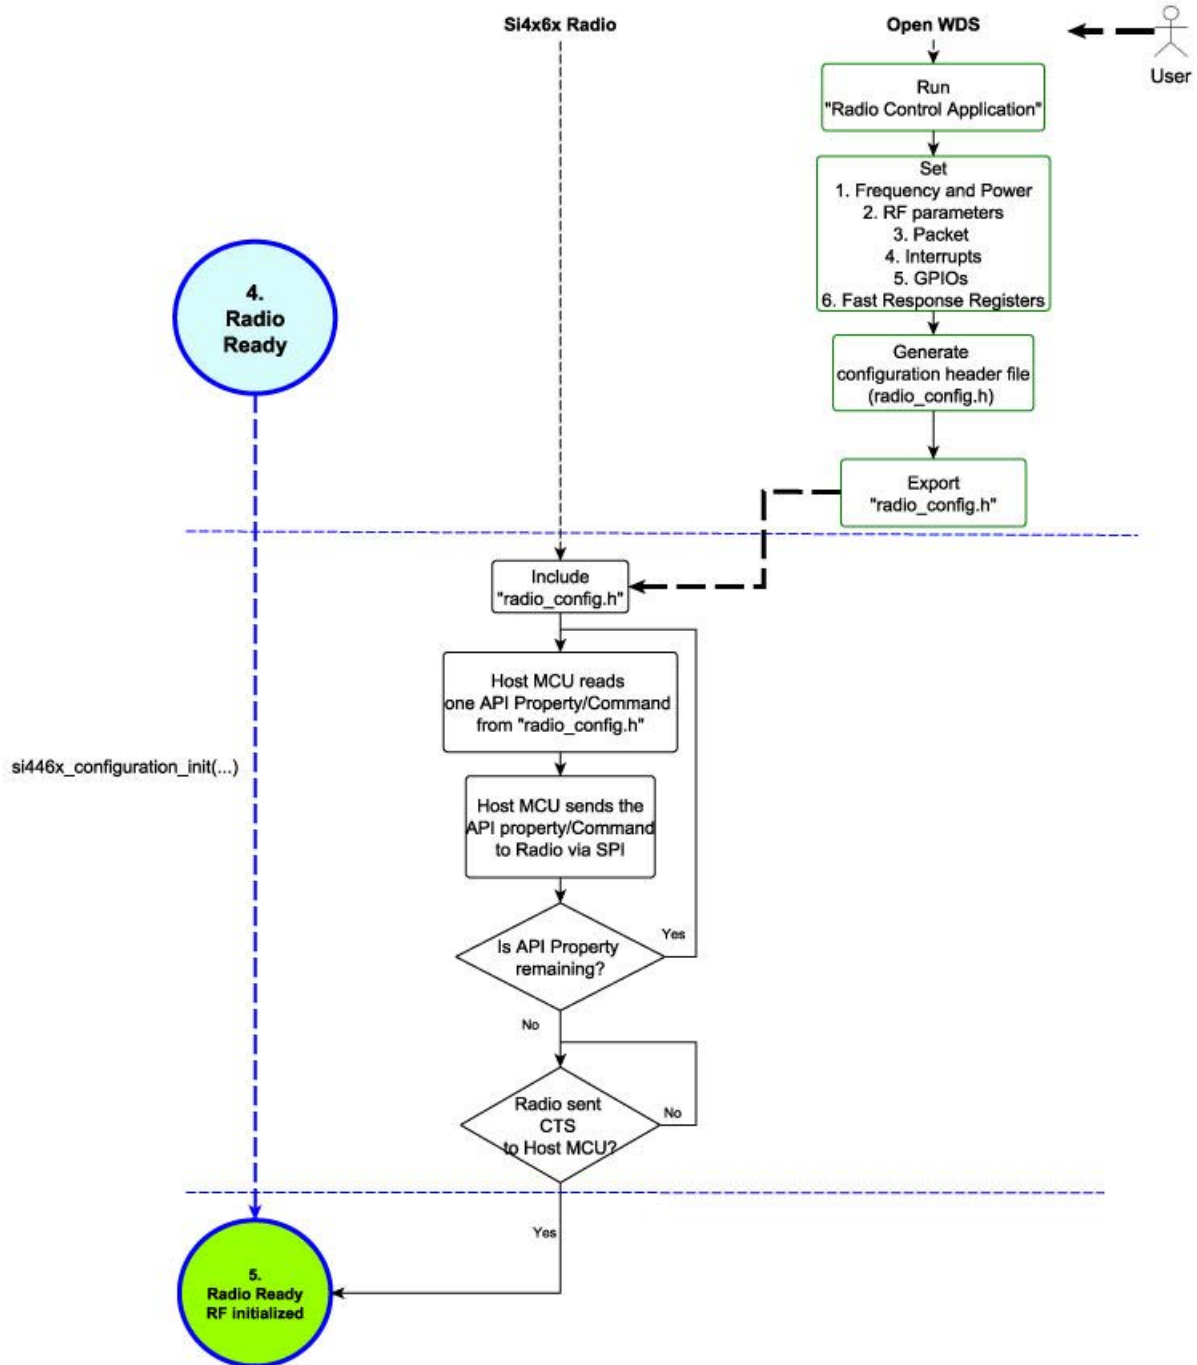 Si4x6x Radio
Open WDS
User
Run
"Radio Control Application"
Set
1. Frequency and Power
2. RF parameters
3. Packet
4. Interrupts
5. GPIOs
6. Fast Response Registers
4.
Radio
Ready
Generate
configuration header file
(radio_config.h)
Export
"radio_config.h"
Include
"radio_config.h"
Host MCU reads
one API Property/Command
from "radio_config.h"
si446x_configuration_init(...)
Host MCU sends the
API property/Command
to Radio via SPI
Is API Property
remaining?
Yes
No
Radio sent
CTS
to Host MCU?
No
Yes
5.
Radio Ready
RF initialized